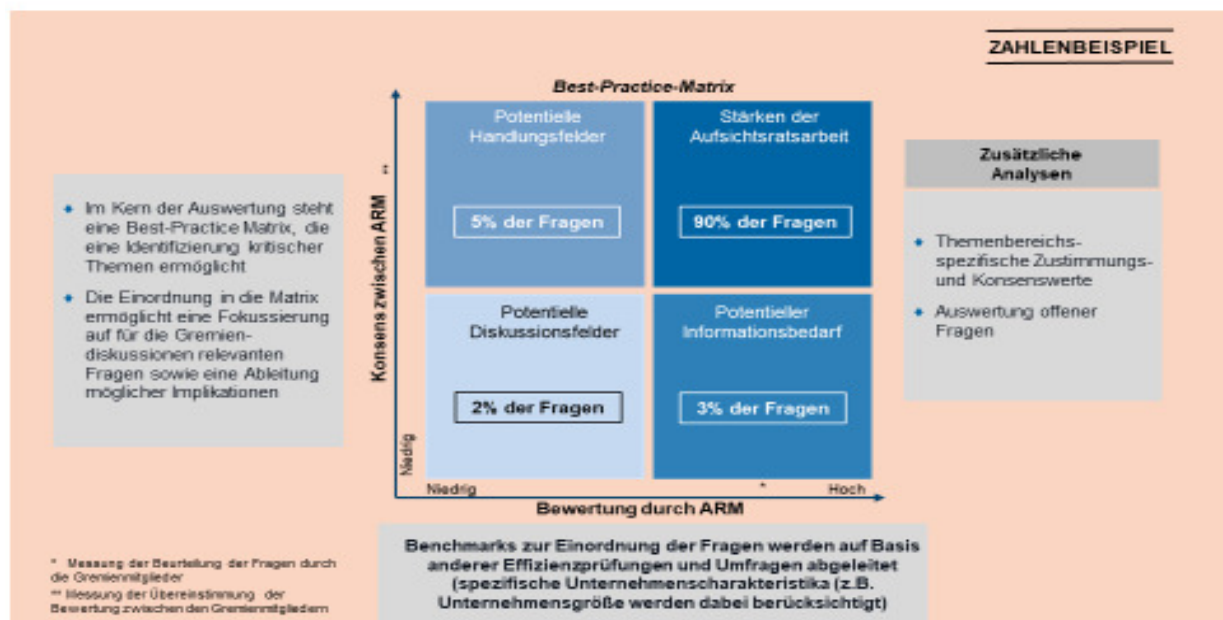 ZAHLENBEISPIEL
Best-Practice-Matrix
Potentielle
Handlungsfelder
5% der Fragen
Stärken der
Aufsichtsratsarbeit
90% der Fragen
Potentielle
Diskussionsfelder
2% der Fragen
Potentieller
Informationsbedarf
3% der Fragen
Konsens zwischen ARM
**
Niedrig
Niedrig
*
Hoch
Bewertung durch ARM
Im Kern der Auswertung steht
eine Best-Practice Matrix, die
eine Identifizierung kritischer
Themen ermöglicht
Die Einordnung in die Matrix
ermöglicht eine Fokussierung
auf für die Gremien-
diskussionen relevanten
Fragen sowie eine Ableitung
möglicher Implikationen
Zusätzliche
Analysen
Themenbereichs-
spezifische Zustimmungs-
und Konsenswerte
Auswertung offener
Fragen
Benchmarks zur Einordnung der Fragen werden auf Basis
anderer Effizienzprüfungen und Umfragen abgeleitet
(spezifische Unternehmenscharakteristika (z.B.
Unternehmensgröße werden dabei berücksichtigt)
* Messung der Beurteilung der Fragen durch
die Gremienmitglieder
** Messung der Übereinstimmung der
Bewertung zwischen den Gremienmitgliedern